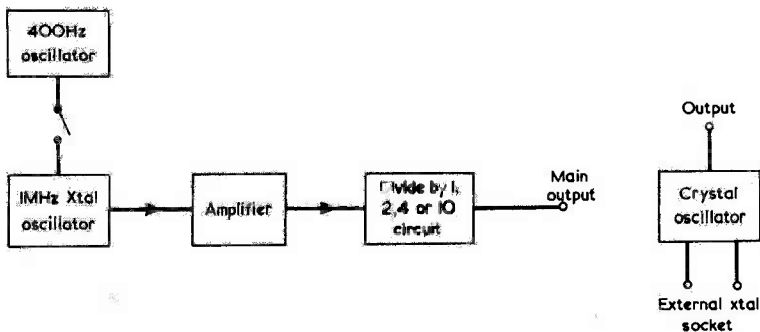 400Hz
oscillator
1MHz Xtal
oscillator
Amplifier
Divide by 1,
2,4 or 10
circuit
Main
output
Output
Crystal
oscillator
External xtal
socket